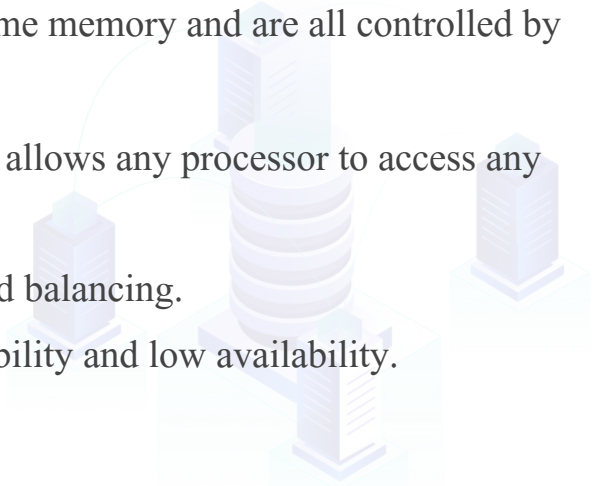 me memory and are all controlled by
allows any processor to access any
d balancing.
bility and low availability.